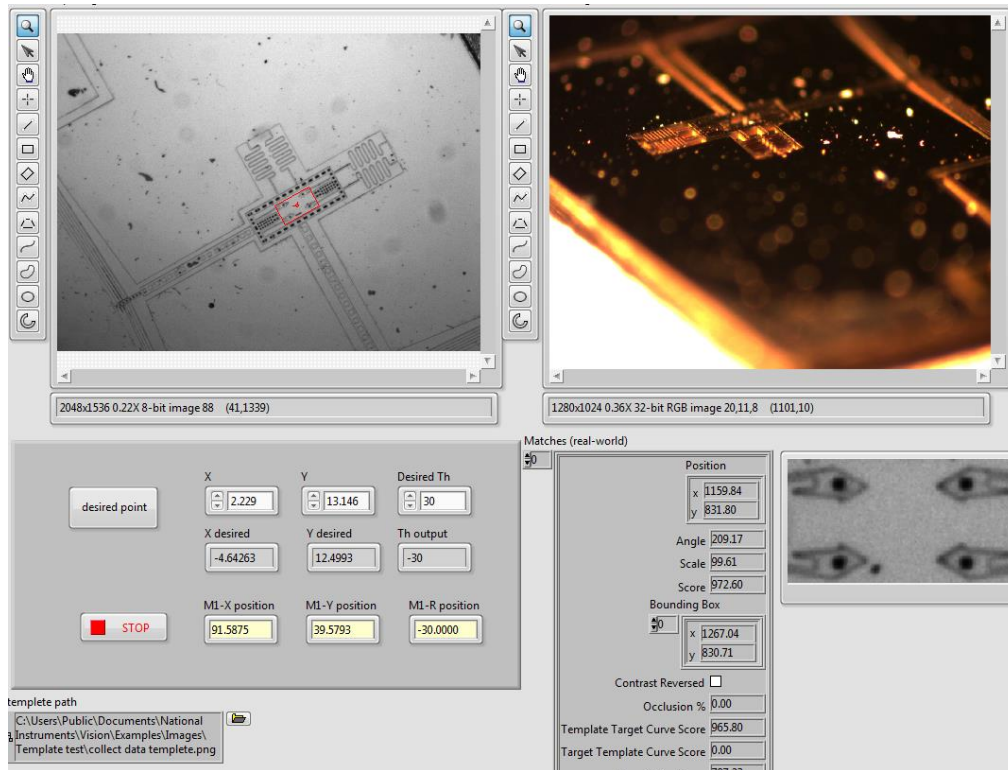 2048x1536 0.22X 8-bit image 88 (41,1339)
1280x1024 0.36X 32-bit RGB image 20,11,8 (1101,10)
desired point
X
2.229
Y
13.146
Desired Th
30
X desired
-4.64263
Y desired
12.4993
Th output
-30
STOP
M1-X position
91.5875
M1-Y position
39.5793
M1-R position
-30.0000
templete path
C:\Users\Public\Documents\National
Instruments\Vision\Examples\Images\
Template test\collect data templete.png
Matches (real-world)
0
Position
x 1159.84
y 831.80
Angle 209.17
Scale 99.61
Score 972.60
Bounding Box
0
x 1267.04
y 830.71
Contrast Reversed
Occlusion % 0.00
Template Target Curve Score 965.80
Target Template Curve Score 0.00